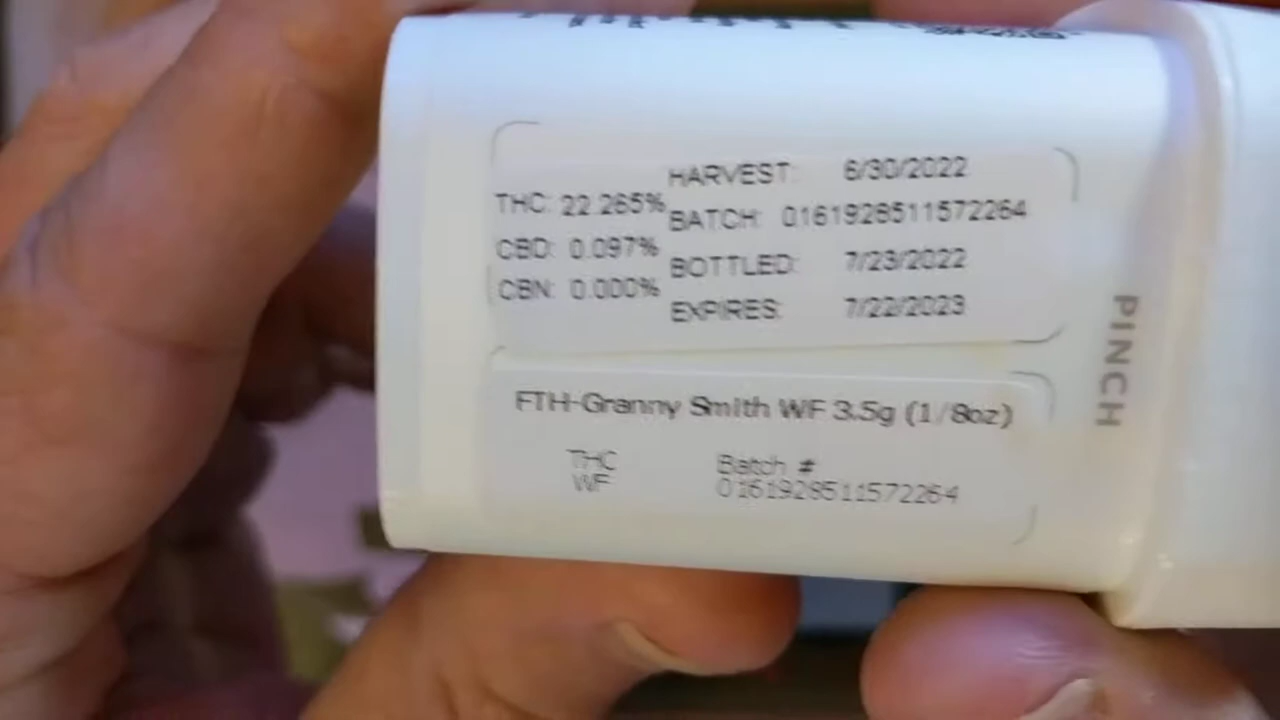 THC: 22.265%
CBD: 0.097%
CBN: 0.000%
HARVEST: 6/30/2022
BATCH: 0161928511572264
BOTTLED: 7/23/2022
EXPIRES: 7/22/2023
FTH-Granny Smith WF 3.5g (1/8oz)
THC
WF
Batch #
0161928511572264
PINCH